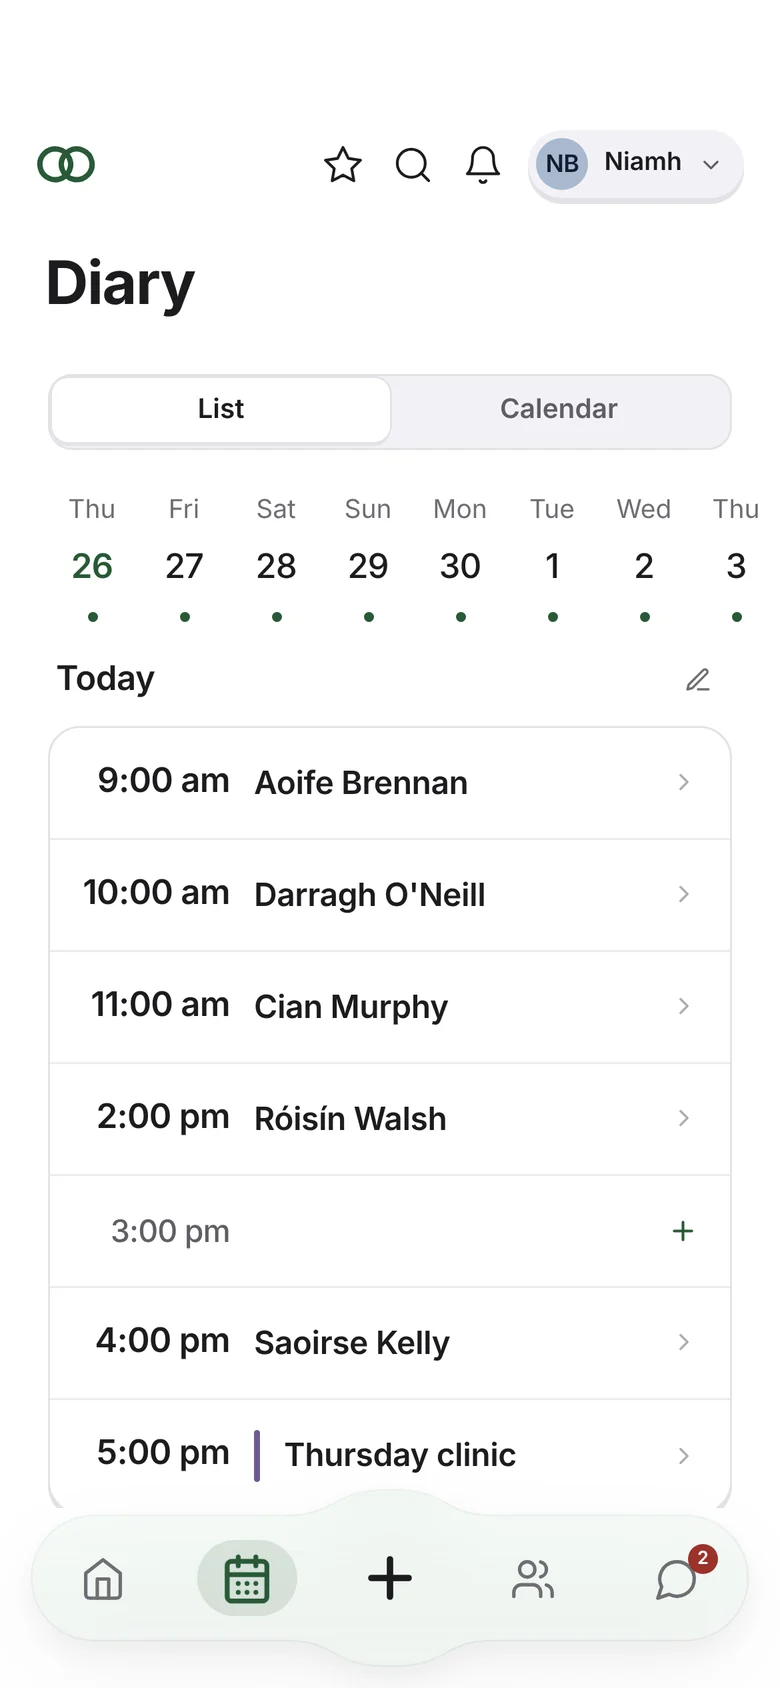 NB Niamh
Diary
List Calendar
Thu Fri Sat Sun Mon Tue Wed Thu
26 27 28 29 30 1 2 3
Today
9:00 am Aoife Brennan
10:00 am Darragh O'Neill
11:00 am Cian Murphy
2:00 pm Róisín Walsh
3:00 pm
4:00 pm Saoirse Kelly
5:00 pm Thursday clinic
2